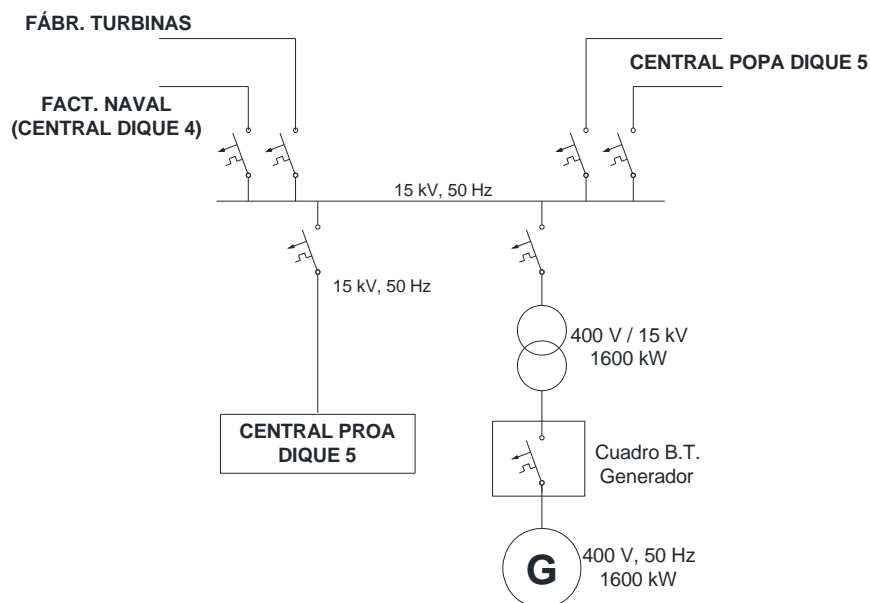 FÁBR. TURBINAS
CENTRAL POPA DIQUE 5
FACT. NAVAL
(CENTRAL DIQUE 4)
15 kV, 50 Hz
15 kV, 50 Hz
400 V / 15 kV
1600 kW
CENTRAL PROA
DIQUE 5
Cuadro B.T.
Generador
G
400 V, 50 Hz
1600 kW